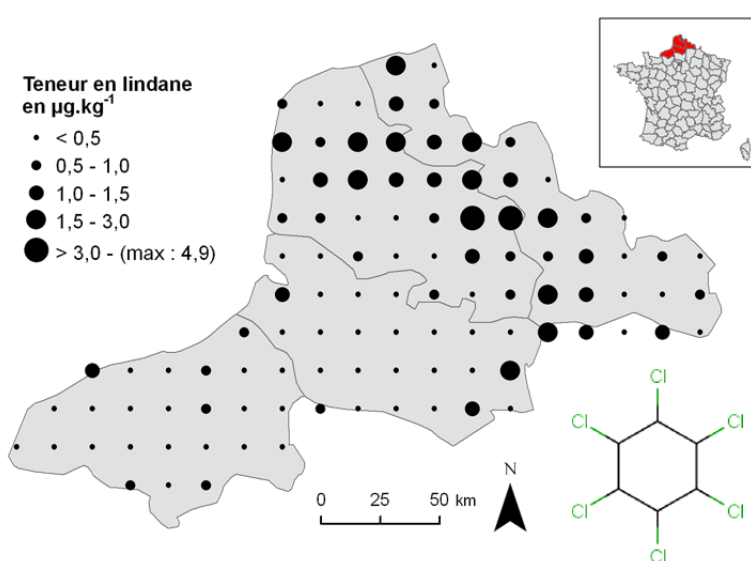 Teneur en lindane
en µg.kg⁻¹
< 0,5
0,5 - 1,0
1,0 - 1,5
1,5 - 3,0
> 3,0 - (max : 4,9)
0 25 50 km
N
Cl
Cl Cl
Cl Cl
Cl